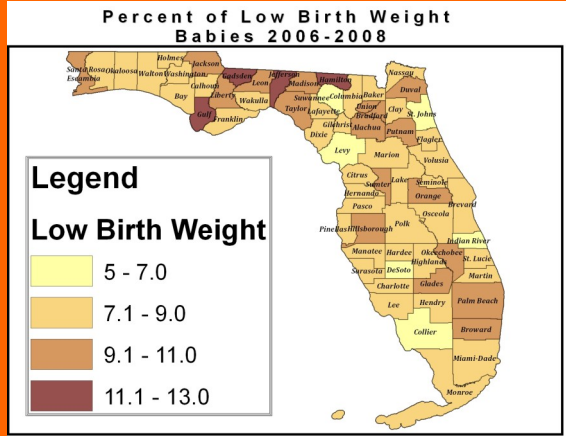 Percent of Low Birth Weight
Babies 2006-2008
Holmes
Jackson
Santa Rosa Okaloosa Walton Washington
Escambia
Gadsden
Jefferson
Hamilton
Nassau
Leon
Madison
Calhoun
Liberty
Bay
Wakulla
Taylor
Suwannee Columbia Baker
Duval
Gulf
Franklin
Lafayette
Union
Bradford
Clay
St. Johns
Gilchrist
Alachua
Putnam
Dixie
Flagler
Levy
Marion
Volusia
Citrus
Lake
Sumter
Seminole
Hernando
Orange
Pasco
Brevard
Osceola
Pinellas Hillsborough
Polk
Indian River
Manatee
Hardee
Okeechobee
Highlands
St. Lucie
Sarasota
DeSoto
Martin
Charlotte
Glades
Lee
Hendry
Palm Beach
Collier
Broward
Miami-Dade
Monroe
Legend
Low Birth Weight
5 - 7.0
7.1 - 9.0
9.1 - 11.0
11.1 - 13.0